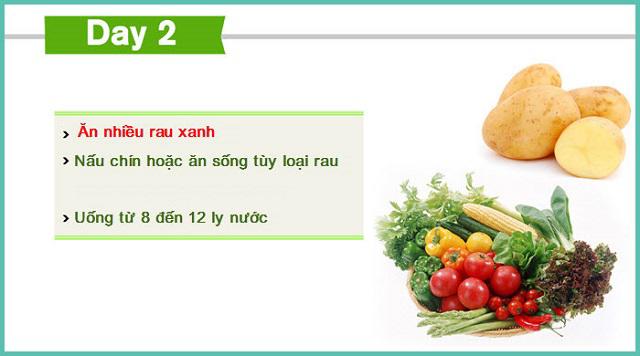 Day 2
Ăn nhiều rau xanh
Nấu chín hoặc ăn sống tùy loại rau
Uống từ 8 đến 12 ly nước